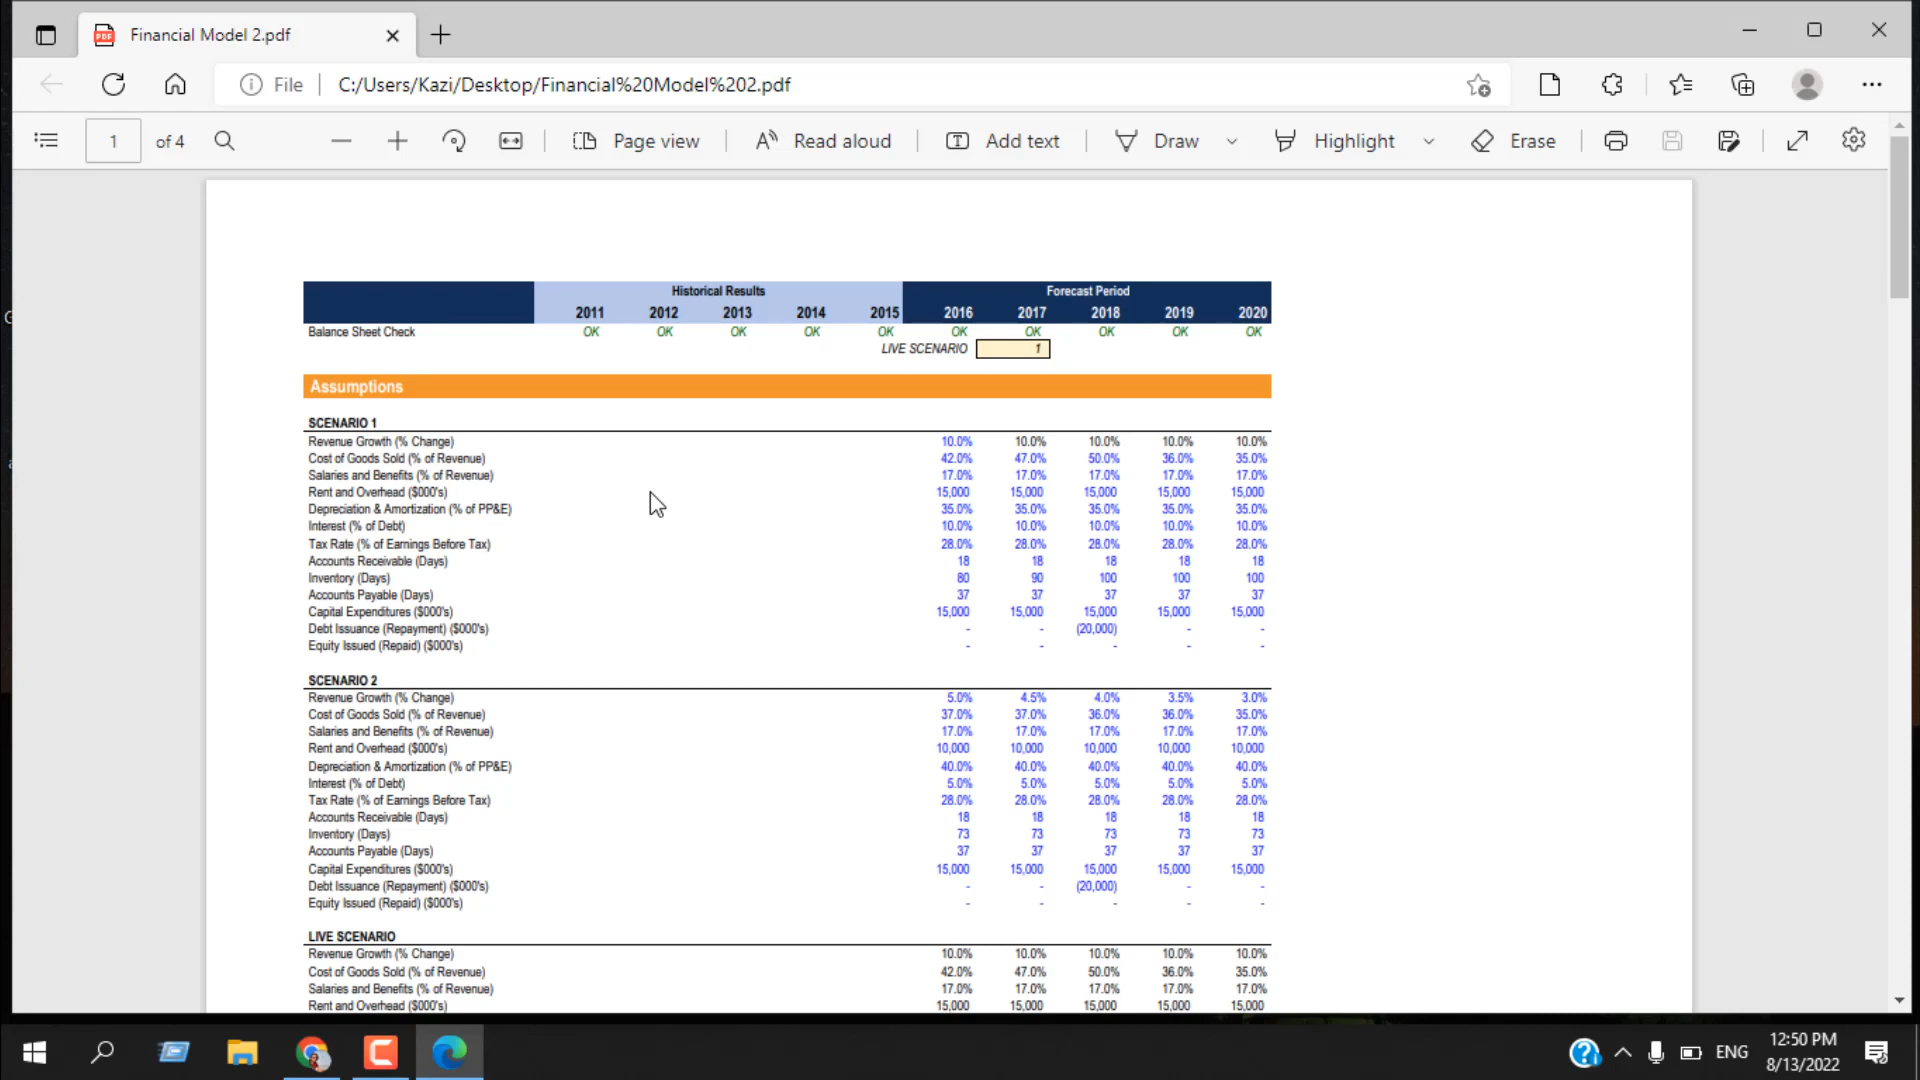 Financial Model 2.pdf
File C:/Users/Kazi/Desktop/Financial%20Model%202.pdf
1 of 4 Page view Read aloud Add text Draw Highlight Erase
Historical Results Forecast Period
2011 2012 2013 2014 2015 2016 2017 2018 2019 2020
Balance Sheet Check OK OK OK OK OK OK OK OK OK OK
LIVE SCENARIO 1
Assumptions
SCENARIO 1
Revenue Growth (% Change) 10.0% 10.0% 10.0% 10.0% 10.0%
Cost of Goods Sold (% of Revenue) 42.0% 47.0% 50.0% 36.0% 35.0%
Salaries and Benefits (% of Revenue) 17.0% 17.0% 17.0% 17.0% 17.0%
Rent and Overhead ($000's) 15,000 15,000 15,000 15,000 15,000
Depreciation & Amortization (% of PP&E) 35.0% 35.0% 35.0% 35.0% 35.0%
Interest (% of Debt) 10.0% 10.0% 10.0% 10.0% 10.0%
Tax Rate (% of Earnings Before Tax) 28.0% 28.0% 28.0% 28.0% 28.0%
Accounts Receivable (Days) 18 18 18 18 18
Inventory (Days) 80 90 100 100 100
Accounts Payable (Days) 37 37 37 37 37
Capital Expenditures ($000's) 15,000 15,000 15,000 15,000 15,000
Debt Issuance (Repayment) ($000's) - - (20,000) - -
Equity Issued (Repaid) ($000's) - - - - -
SCENARIO 2
Revenue Growth (% Change) 5.0% 4.5% 4.0% 3.5% 3.0%
Cost of Goods Sold (% of Revenue) 37.0% 37.0% 36.0% 36.0% 35.0%
Salaries and Benefits (% of Revenue) 17.0% 17.0% 17.0% 17.0% 17.0%
Rent and Overhead ($000's) 10,000 10,000 10,000 10,000 10,000
Depreciation & Amortization (% of PP&E) 40.0% 40.0% 40.0% 40.0% 40.0%
Interest (% of Debt) 5.0% 5.0% 5.0% 5.0% 5.0%
Tax Rate (% of Earnings Before Tax) 28.0% 28.0% 28.0% 28.0% 28.0%
Accounts Receivable (Days) 18 18 18 18 18
Inventory (Days) 73 73 73 73 73
Accounts Payable (Days) 37 37 37 37 37
Capital Expenditures ($000's) 15,000 15,000 15,000 15,000 15,000
Debt Issuance (Repayment) ($000's) - - (20,000) - -
Equity Issued (Repaid) ($000's) - - - - -
LIVE SCENARIO
Revenue Growth (% Change) 10.0% 10.0% 10.0% 10.0% 10.0%
Cost of Goods Sold (% of Revenue) 42.0% 47.0% 50.0% 36.0% 35.0%
Salaries and Benefits (% of Revenue) 17.0% 17.0% 17.0% 17.0% 17.0%
Rent and Overhead ($000's) 15,000 15,000 15,000 15,000 15,000
ENG 12:50 PM
8/13/2022